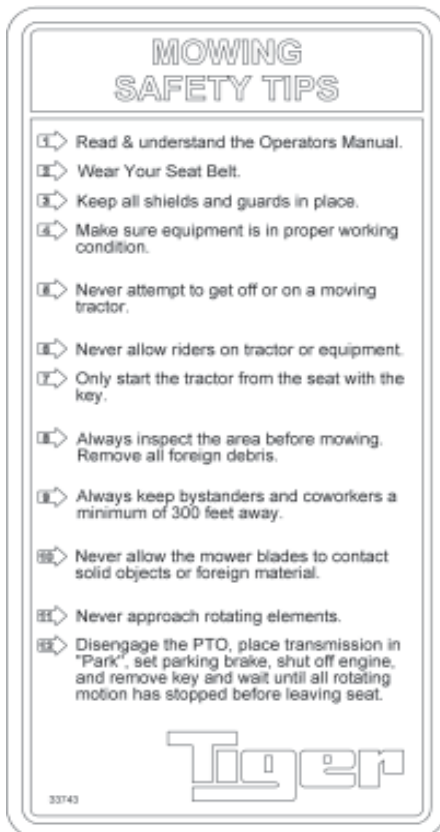 MOWING
SAFETY TIPS
1 Read & understand the Operators Manual.
2 Wear Your Seat Belt.
3 Keep all shields and guards in place.
4 Make sure equipment is in proper working
condition.
5 Never attempt to get off or on a moving
tractor.
6 Never allow riders on tractor or equipment.
7 Only start the tractor from the seat with the
key.
8 Always inspect the area before mowing.
Remove all foreign debris.
9 Always keep bystanders and coworkers a
minimum of 300 feet away.
10 Never allow the mower blades to contact
solid objects or foreign material.
11 Never approach rotating elements.
12 Disengage the PTO, place transmission in
"Park", set parking brake, shut off engine,
and remove key and wait until all rotating
motion has stopped before leaving seat.
Tiger
33743